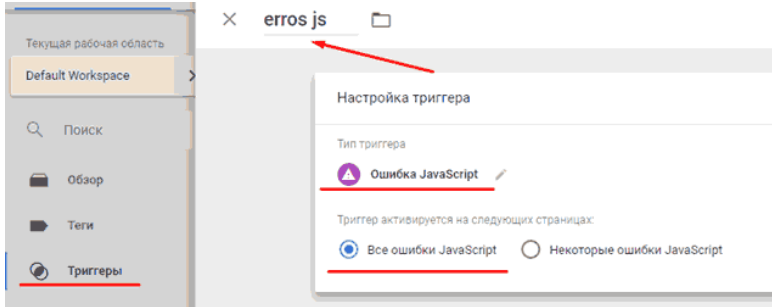 erros js
Текущая рабочая область
Default Workspace
Поиск
Обзор
Теги
Триггеры
Настройка триггера
Тип триггера
Ошибка JavaScript
Триггер активируется на следующих страницах:
Все ошибки JavaScript Некоторые ошибки JavaScript